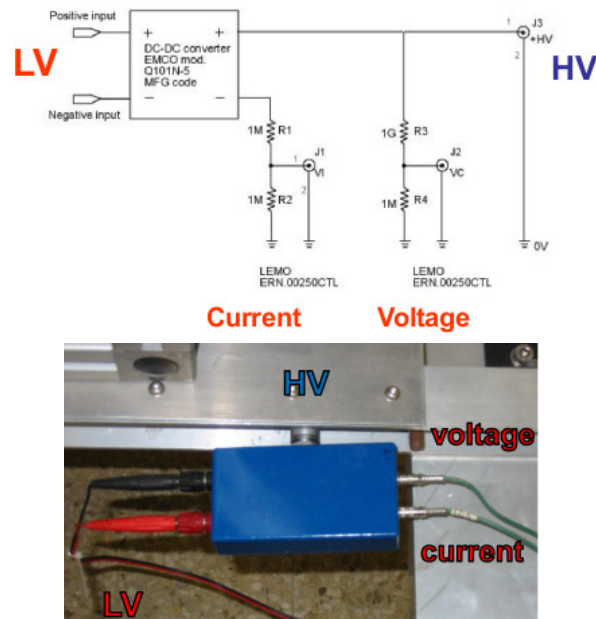 Positive input
LV
Negative input
+ +
DC-DC converter
EMCO mod.
Q101N-5
MFG code
− −
1M R1
1 J1
VI
2
1M R2
1G R3
J2
VC
1M R4
1 J3
+HV
2
HV
0V
LEMO
ERN.00250CTL
LEMO
ERN.00250CTL
Current
Voltage
HV
voltage
current
LV